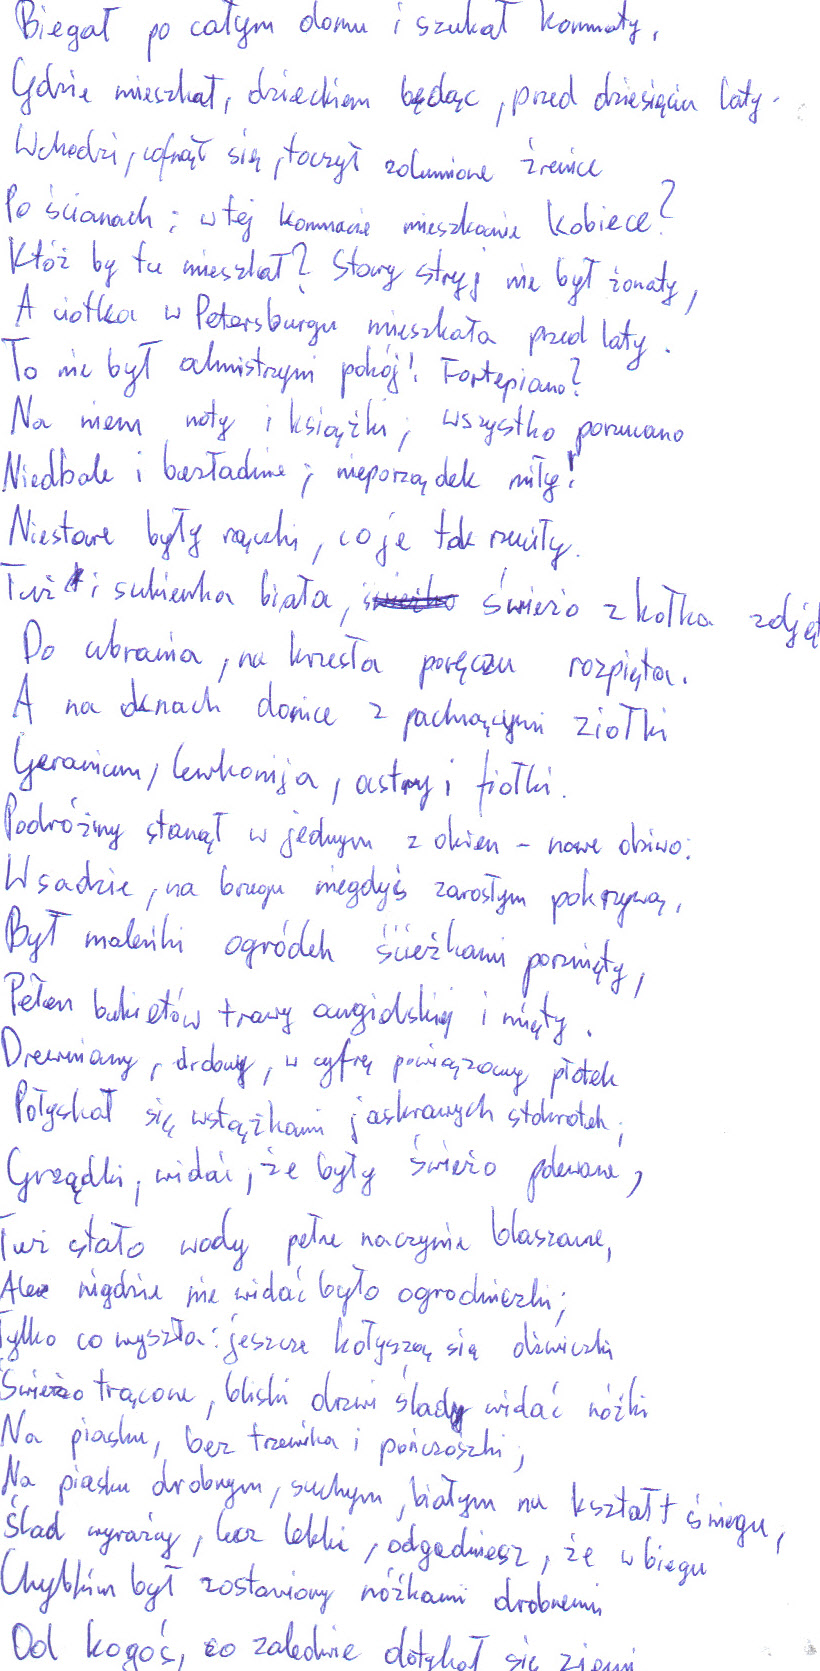 Biegał po całym domu i szukał komnaty,
Gdzie mieszkał, dzieckiem będąc, przed dziesięciu laty.
Wchodzi, cofnął się, toczył zdumione źrenice
Po ścianach: w tej komnacie mieszkanie kobiece?
Któż by tu mieszkał? Stary stryj nie był żonaty,
A ciotka w Petersburgu mieszkała przed laty.
To nie był ochmistrzyni pokój! Fortepiano?
Na niem noty i książki; wszystko porzucano
Niedbale i bezładnie; nieporządek miły!
Niestare były rączki, co je tak rzuciły.
Tuż i sukienka biała, świeżo z kołka zdjęt
Do ubrania, na krzesła poręczu rozpięta.
A na oknach donice z pachnącymi ziołki
Geranium, lewkonija, astry i fiołki.
Podróżny stanął w jednym z okien - nowe dziwo:
W sadzie, na brzegu niegdyś zarosłym pokrzywą,
Był maleńki ogródek ścieżkami porznięty,
Pełen bukietów trawy angielskiej i mięty.
Drewniany, drobny, w cyfrę powiązany płotek
Połyskał się wstążkami jaskrawych stokrotek;
Grządki, widać, że były świeżo polewane,
Tuż stało wody pełne naczynie blaszane,
Ale nigdzie nie widać było ogrodniczki;
Tylko co wyszła: jeszcze kołyszą się drzwiczki
Świeżo trącone, bliski drzwi ślady widać nóżki
Na piasku, bez trzewika i pończoszki;
Na piasku drobnym, suchym, białym na kształt śniegu,
Ślad wyraźny, lecz lekki, odgadniesz, że w biegu
Chybkim był zostawiony nóżkami drobnemi
Od kogoś, co zaledwie dotykał się ziemi